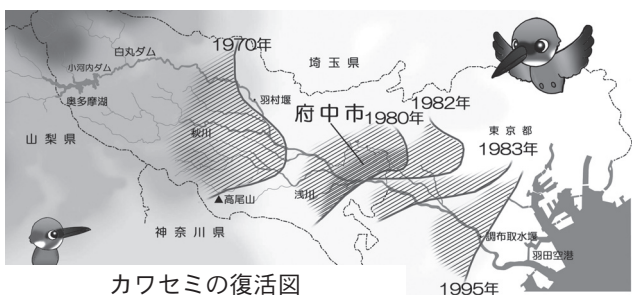 1970年
白丸ダム
小河内ダム
奥多摩湖
埼玉県
羽村堰
府中市
1980年
1982年
東京都
1983年
山梨県
秋川
浅川
▲高尾山
神奈川県
調布取水堰
羽田空港
カワセミの復活図
1995年